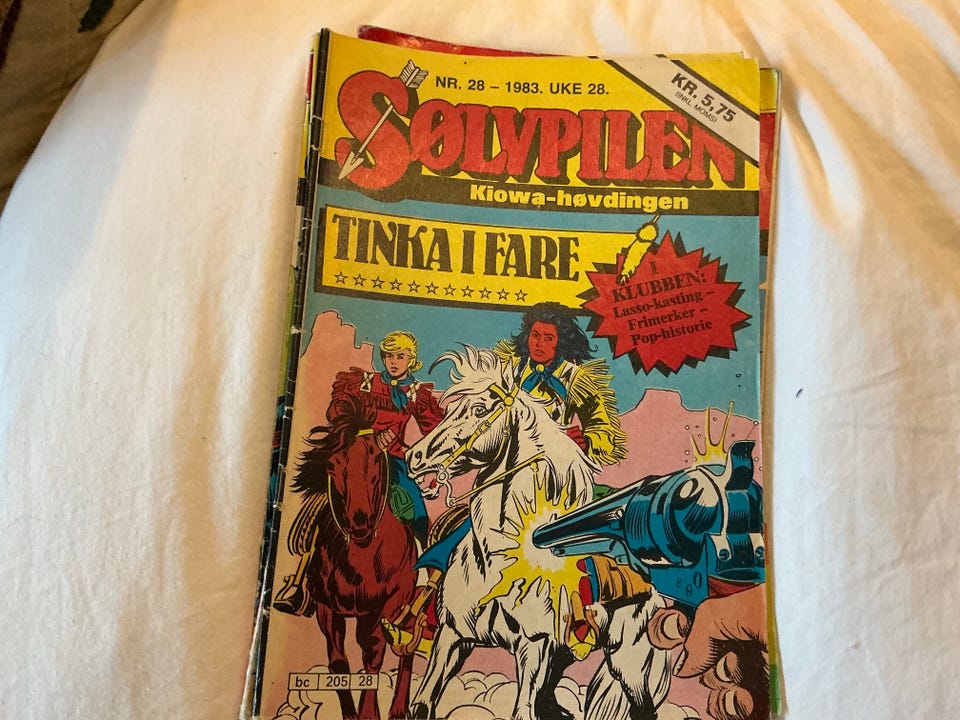 NR. 28 – 1983. UKE 28.
KR. 5,75
(INKL. MOMS)
SØLVPILEN
Kiowa-høvdingen
TINKA I FARE
I
KLUBBEN:
Lasso-kasting –
Frimerker –
Pop-historie
bc 205 28